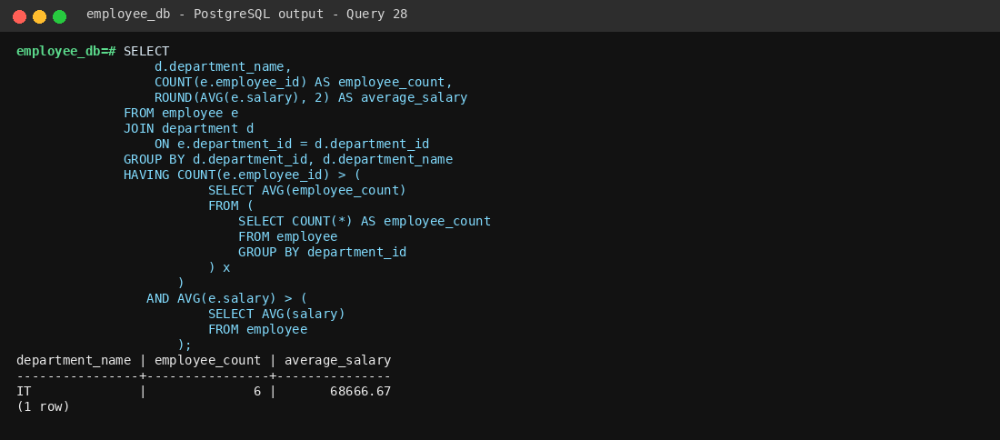 employee_db - PostgreSQL output - Query 28
employee_db=# SELECT
                  d.department_name,
                  COUNT(e.employee_id) AS employee_count,
                  ROUND(AVG(e.salary), 2) AS average_salary
              FROM employee e
              JOIN department d
                  ON e.department_id = d.department_id
              GROUP BY d.department_id, d.department_name
              HAVING COUNT(e.employee_id) > (
                         SELECT AVG(employee_count)
                         FROM (
                             SELECT COUNT(*) AS employee_count
                             FROM employee
                             GROUP BY department_id
                         ) x
                     )
                 AND AVG(e.salary) > (
                         SELECT AVG(salary)
                         FROM employee
                     );
department_name | employee_count | average_salary
----------------+----------------+---------------
IT              |              6 |       68666.67
(1 row)